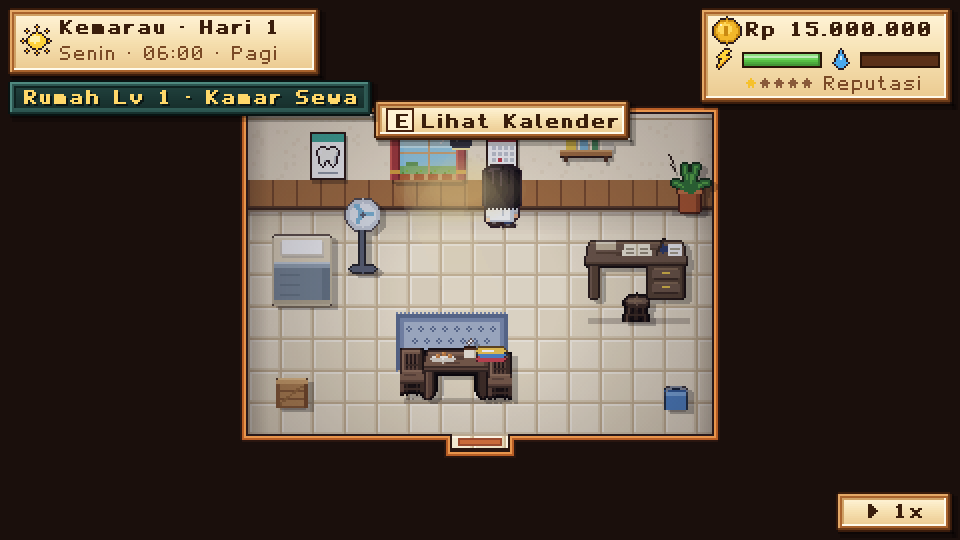 Kemarau · Hari 1
Senin · 06:00 · Pagi
Rumah Lv 1 · Kamar Sewa
Rp 15.000.000
Reputasi
E Lihat Kalender
1x